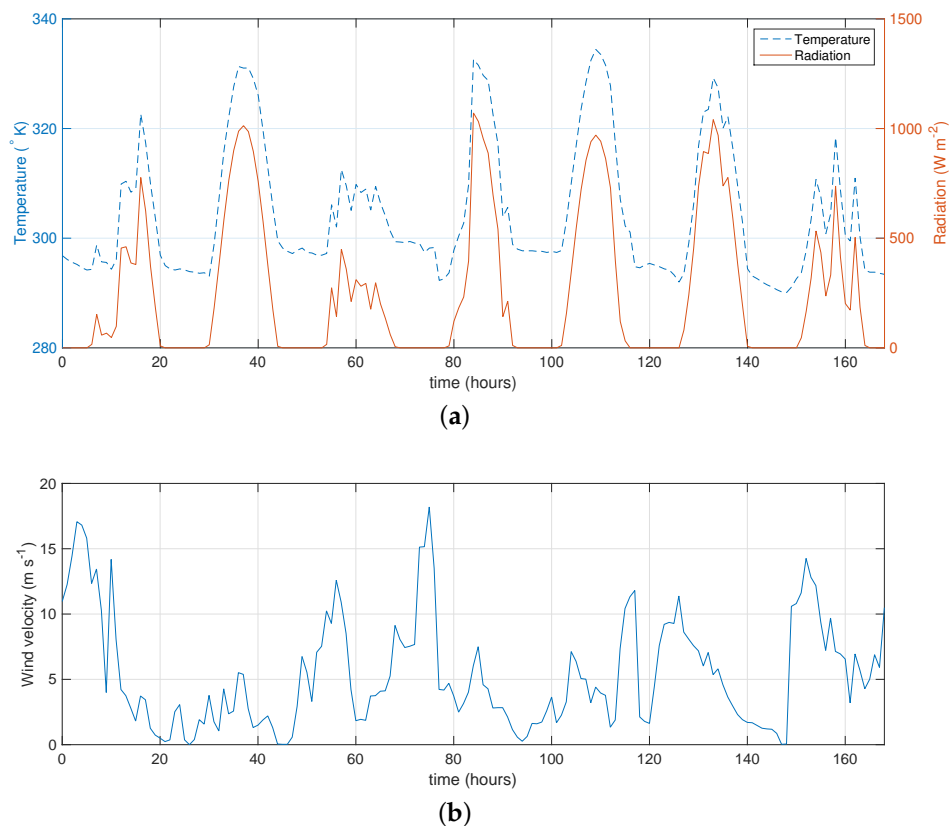 340
320
300
280
Temperature (° K)
1500
1000
500
0
Radiation (W m-2)
Temperature
Radiation
0 20 40 60 80 100 120 140 160
time (hours)
(a)
20
15
10
5
0
Wind velocity (m s-1)
0 20 40 60 80 100 120 140 160
time (hours)
(b)